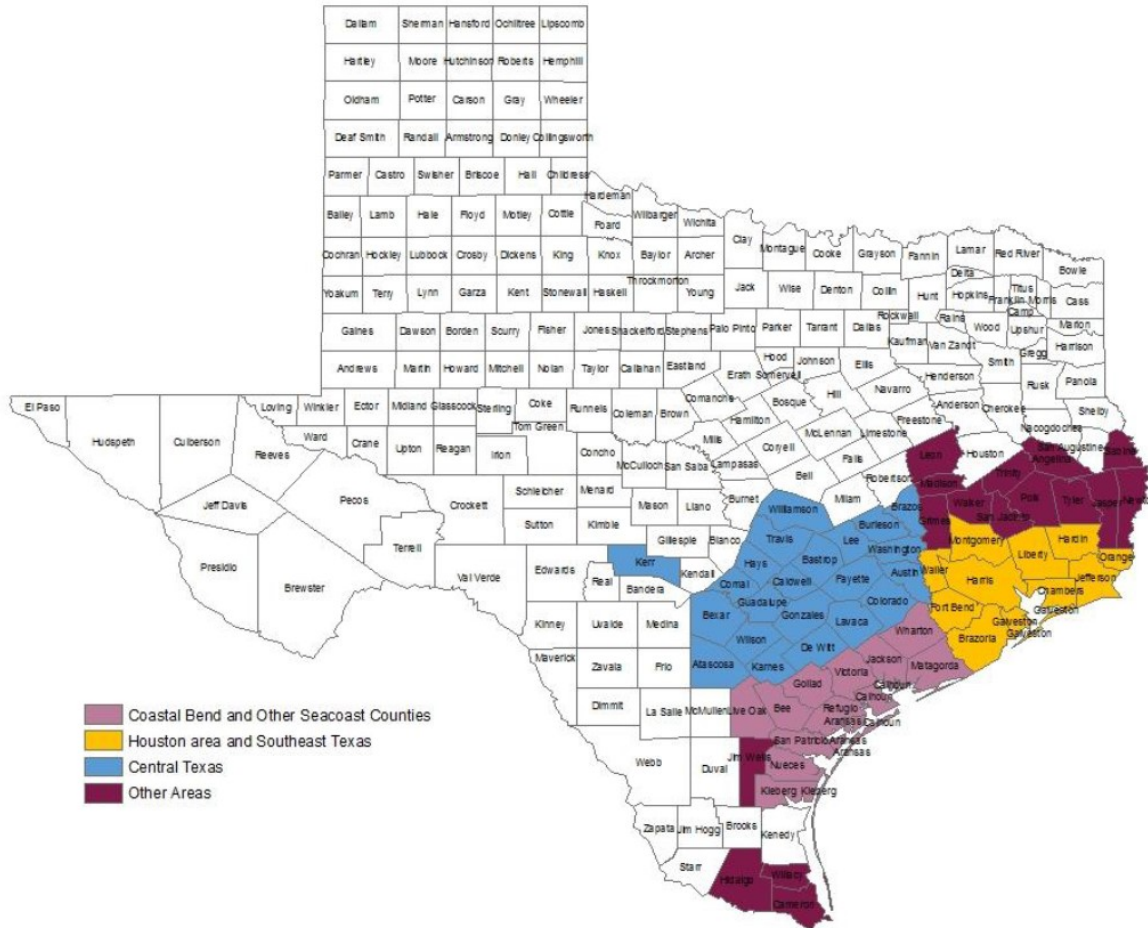 Dallam Sherman Hansford Ochiltree Lipscomb
Hartley Moore Hutchinson Roberts Hemphill
Oldham Potter Carson Gray Wheeler
Deaf Smith Randall Armstrong Donley Collingsworth
Parmer Castro Swisher Briscoe Hall Childress
Hardeman
Bailey Lamb Hale Floyd Motley Cottle Foard Wilbarger Wichita
Clay Montague Cooke Grayson Fannin Lamar Red River Bowie
Cochran Hockley Lubbock Crosby Dickens King Knox Baylor Archer
Delta Titus
Throckmorton
Yoakum Terry Lynn Garza Kent Stonewall Haskell Young Jack Wise Denton Collin Hunt Hopkins Franklin Morris Cass
Camp
Rockwall Rains
Gaines Dawson Borden Scurry Fisher Jones Shackelford Stephens Palo Pinto Parker Tarrant Dallas Wood Upshur Marion
Kaufman Van Zandt Harrison
Gregg
Andrews Martin Howard Mitchell Nolan Taylor Callahan Eastland Hood Johnson Ellis Smith
Erath Somervell Henderson Rusk Panola
Navarro
El Paso Loving Winkler Ector Midland Glasscock Sterling Coke Runnels Coleman Brown Comanche Bosque Hill Anderson Cherokee Shelby
Hamilton Freestone
Tom Green Nacogdoches
Hudspeth Culberson Reeves Ward Crane Upton Reagan Irion Concho Mills McLennan Limestone
Coryell San Augustine
McCulloch San Saba Lampasas Falls Leon Houston Angelina Sabine
Bell
Jeff Davis Pecos Schleicher Menard Robertson Madison Trinity
Crockett Mason Llano Burnet Milam Brazos Walker Polk Tyler Jasper Newton
Williamson
Sutton Kimble Burleson Grimes San Jacinto
Terrell Gillespie Blanco Travis Lee Montgomery Hardin
Presidio Val Verde Edwards Kerr Hays Bastrop Washington Liberty Orange
Brewster Real Bandera Kendall Comal Caldwell Fayette Austin Waller Harris Jefferson
Chambers
Guadalupe Colorado Fort Bend Galveston
Kinney Uvalde Medina Bexar Gonzales Lavaca Galveston
Galveston
Wilson Wharton Brazoria
Maverick Zavala Frio Atascosa Karnes De Witt Jackson Matagorda
Victoria
Goliad Calhoun
Dimmit La Salle McMullen Live Oak Bee Calhoun
Refugio
Aransas Calhoun
San Patricio Aransas
Aransas
Webb Duval Jim Wells Nueces
Kleberg Kleberg
Zapata Jim Hogg Brooks Kenedy
Starr
Hidalgo Willacy
Cameron
Coastal Bend and Other Seacoast Counties
Houston area and Southeast Texas
Central Texas
Other Areas